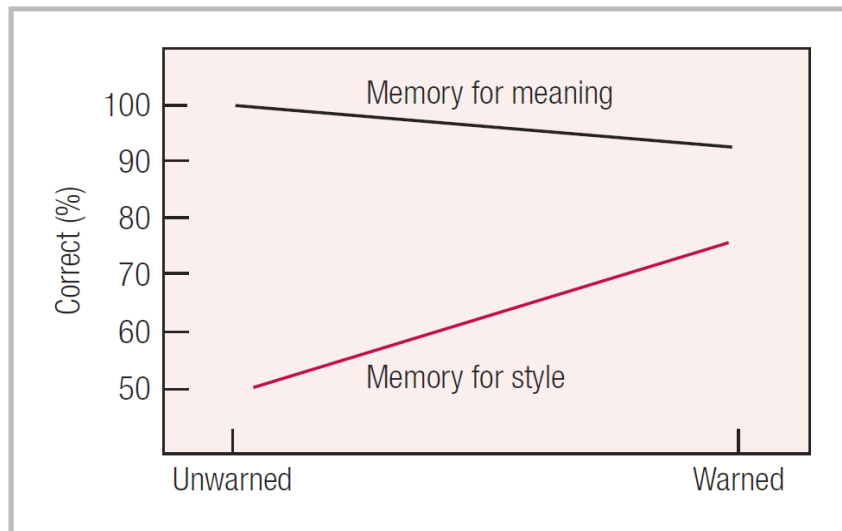 Memory for meaning
100
90
80
70
60
50
Correct (%)
Memory for style
Unwarned
Warned